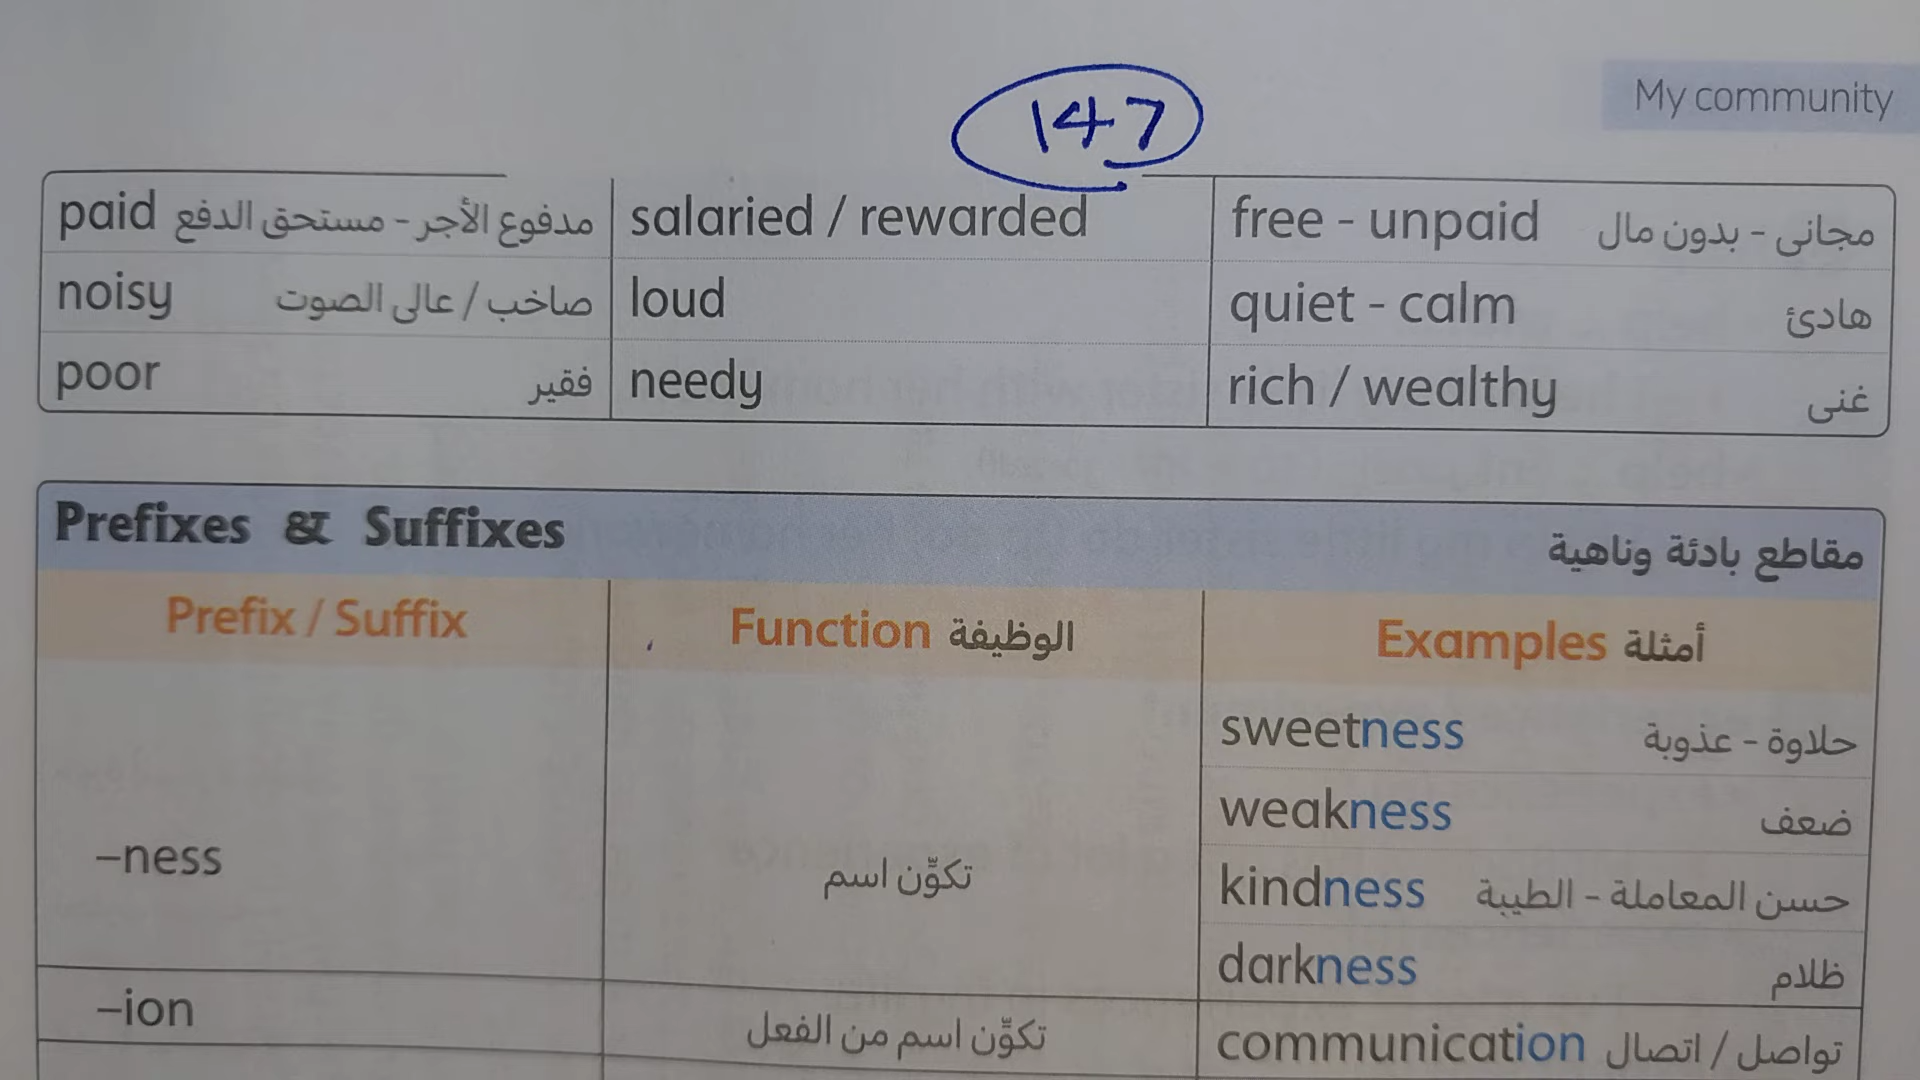 My community
147
paid مدفوع الأجر - مستحق الدفع salaried / rewarded free - unpaid مجانى - بدون مال
noisy صاخب / عالى الصوت loud quiet - calm هادئ
poor فقير needy rich / wealthy غنى
Prefixes & Suffixes مقاطع بادئة وناهية
Prefix / Suffix Function الوظيفة Examples أمثلة
sweetness حلاوة - عذوبة
weakness ضعف
–ness تكوّن اسم kindness حسن المعاملة - الطيبة
darkness ظلام
–ion تكوّن اسم من الفعل communication تواصل / اتصال